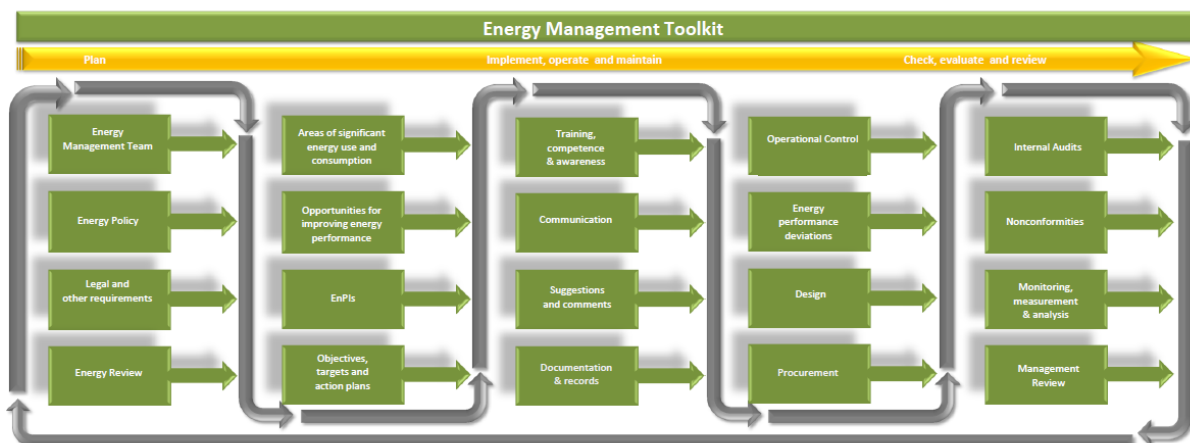 Energy Management Toolkit
Plan
Implement, operate and maintain
Check, evaluate and review
Energy
Management Team
Energy Policy
Legal and
other requirements
Energy Review
Areas of significant
energy use and
consumption
Opportunities for
improving energy
performance
EnPIs
Objectives,
targets and
action plans
Training,
competence
& awareness
Communication
Suggestions
and comments
Documentation
& records
Operational Control
Energy
performance
deviations
Design
Procurement
Internal Audits
Nonconformities
Monitoring,
measurement
& analysis
Management
Review